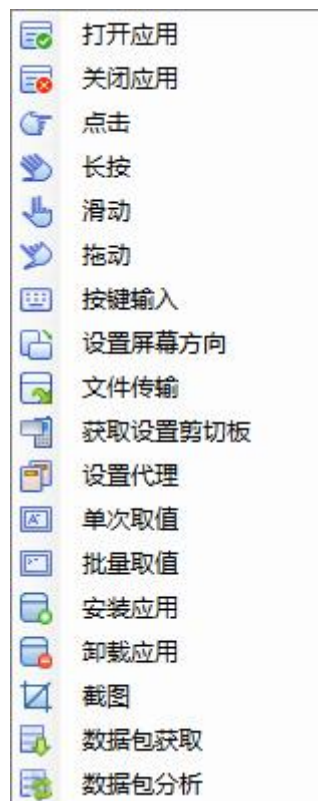 打开应用
关闭应用
点击
长按
滑动
拖动
按键输入
设置屏幕方向
文件传输
获取设置剪切板
设置代理
单次取值
批量取值
安装应用
卸载应用
截图
数据包获取
数据包分析